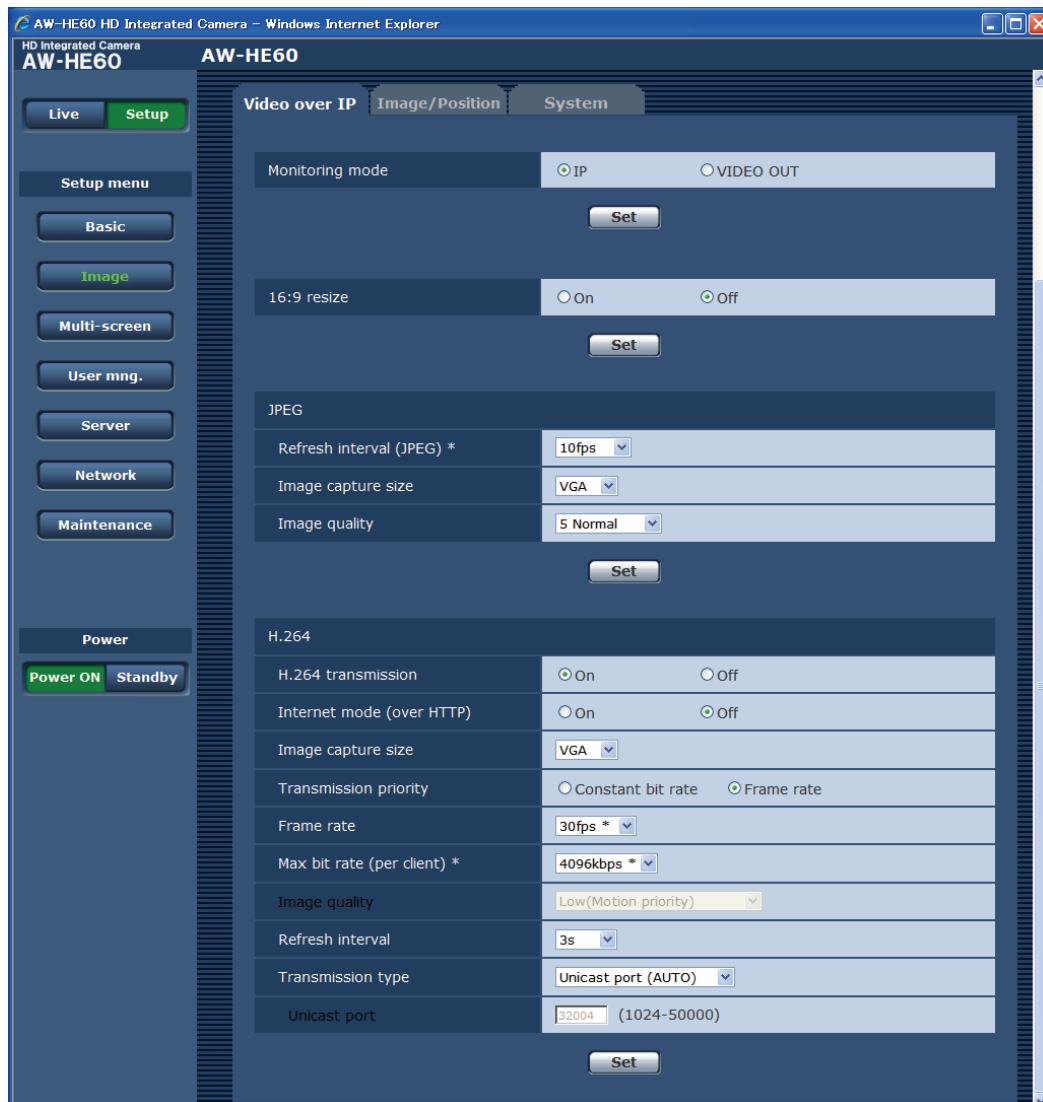 AW-HE60 HD Integrated Camera - Windows Internet Explorer
HD Integrated Camera
AW-HE60
AW-HE60
Live Setup
Setup menu
Basic
Image
Multi-screen
User mng.
Server
Network
Maintenance
Power
Power ON Standby
Video over IP Image/Position System
Monitoring mode IP VIDEO OUT
Set
16:9 resize On Off
Set
JPEG
Refresh interval (JPEG) * 10fps
Image capture size VGA
Image quality 5 Normal
Set
H.264
H.264 transmission On Off
Internet mode (over HTTP) On Off
Image capture size VGA
Transmission priority Constant bit rate Frame rate
Frame rate 30fps *
Max bit rate (per client) * 4096kbps *
Image quality Low(Motion priority)
Refresh interval 3s
Transmission type Unicast port (AUTO)
Unicast port 32004 (1024-50000)
Set